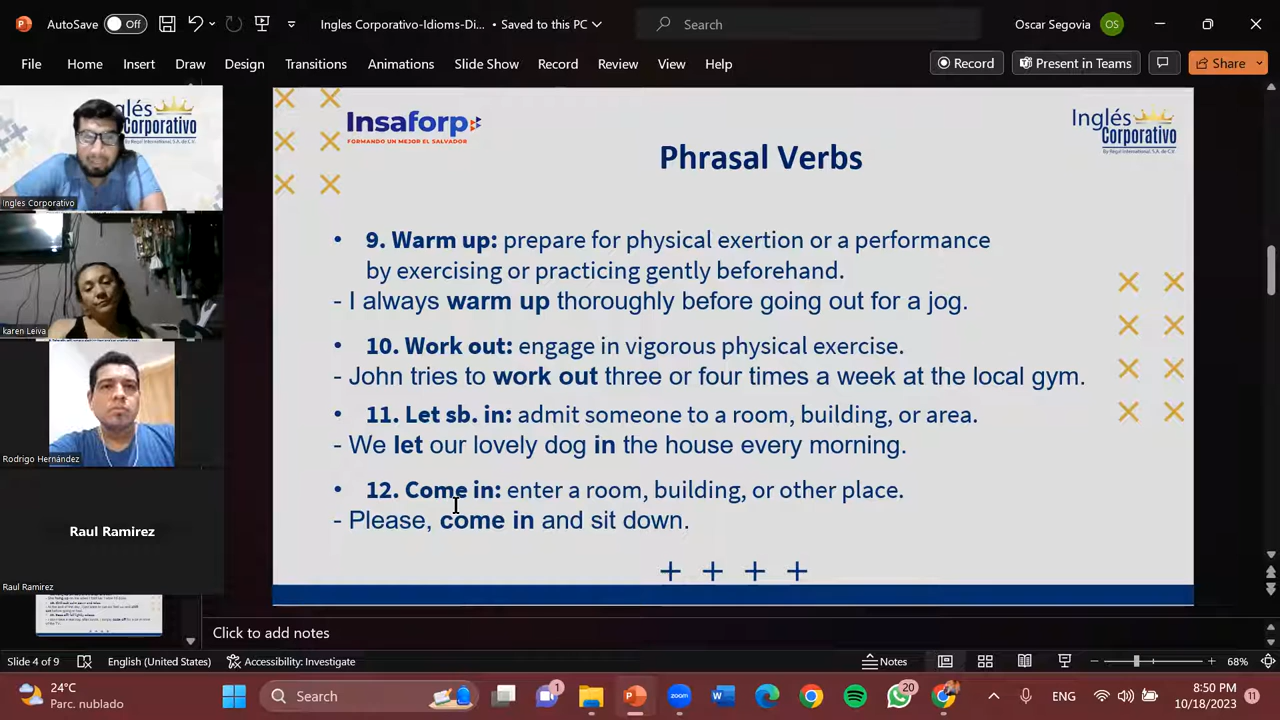 AutoSave Off Ingles Corporativo-Idioms-Di... • Saved to this PC Search Oscar Segovia OS
File Home Insert Draw Design Transitions Animations Slide Show Record Review View Help Record Present in Teams Share
Inglés
Corporativo
Ingles Corporativo
karen Leiva
Rodrigo Hernández
Raul Ramirez
Raul Ramirez
Insaforp
FORMANDO UN MEJOR EL SALVADOR
Inglés
Corporativo
By Regal International, S.A. de C.V.
Phrasal Verbs
• 9. Warm up: prepare for physical exertion or a performance
by exercising or practicing gently beforehand.
- I always warm up thoroughly before going out for a jog.
• 10. Work out: engage in vigorous physical exercise.
- John tries to work out three or four times a week at the local gym.
• 11. Let sb. in: admit someone to a room, building, or area.
- We let our lovely dog in the house every morning.
• 12. Come in: enter a room, building, or other place.
- Please, come in and sit down.
Click to add notes
Slide 4 of 9 English (United States) Accessibility: Investigate Notes 68%
24°C
Parc. nublado
Search
1
20
ENG
8:50 PM
10/18/2023
11